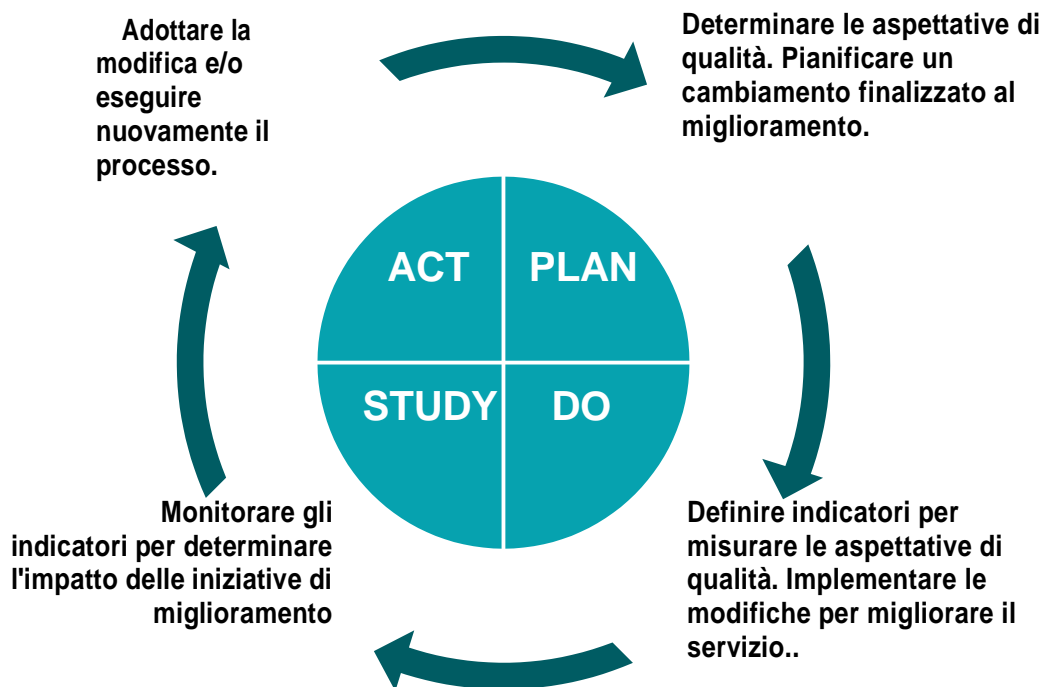 Adottare la
modifica e/o
eseguire
nuovamente il
processo.
Determinare le aspettative di
qualità. Pianificare un
cambiamento finalizzato al
miglioramento.
ACT
PLAN
STUDY
DO
Monitorare gli
indicatori per determinare
l'impatto delle iniziative di
miglioramento
Definire indicatori per
misurare le aspettative di
qualità. Implementare le
modifiche per migliorare il
servizio..